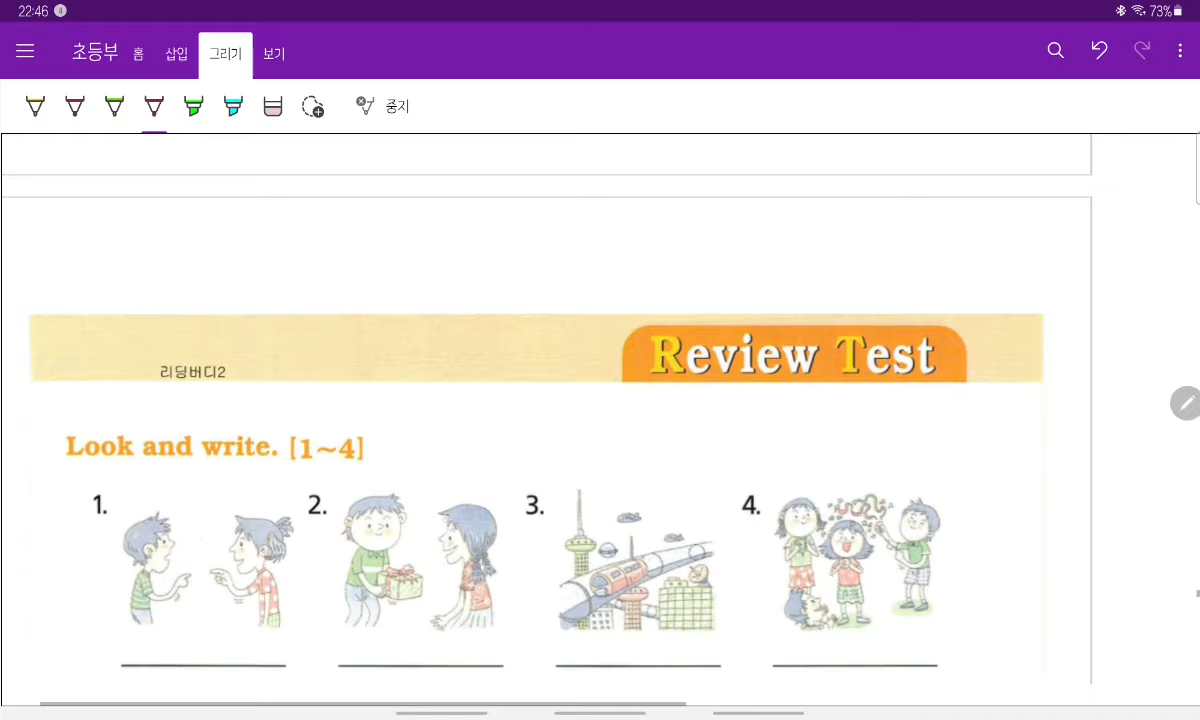 22:46 4 73%
초등부 홈 삽입 그리기 보기
중지
Review Test
리딩버디2
Look and write. [1~4]
1. 2. 3. 4.